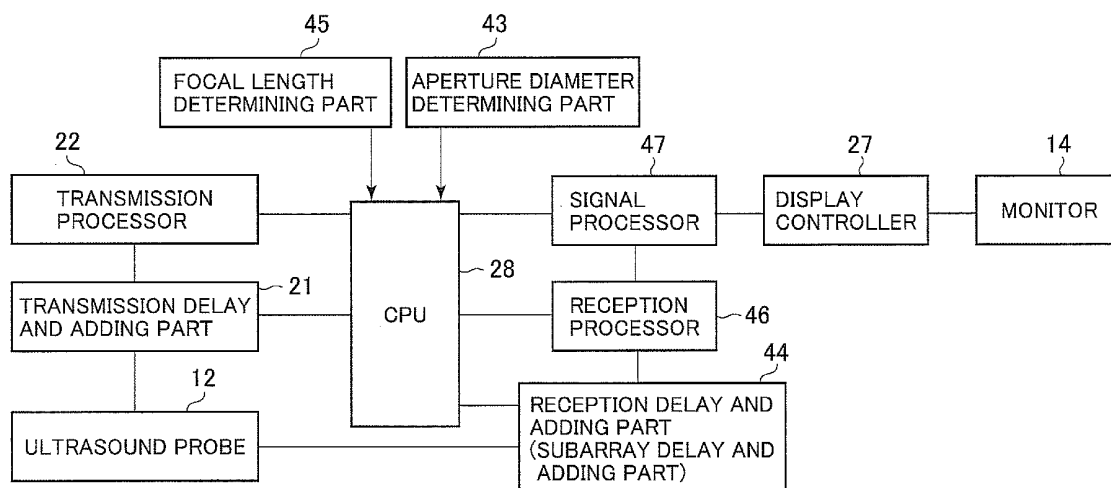 45
43
FOCAL LENGTH
DETERMINING PART
APERTURE DIAMETER
DETERMINING PART
22
47
27
14
TRANSMISSION
PROCESSOR
SIGNAL
PROCESSOR
DISPLAY
CONTROLLER
MONITOR
28
21
TRANSMISSION DELAY
AND ADDING PART
CPU
RECEPTION
PROCESSOR
46
44
12
ULTRASOUND PROBE
RECEPTION DELAY AND
ADDING PART
(SUBARRAY DELAY AND
ADDING PART)